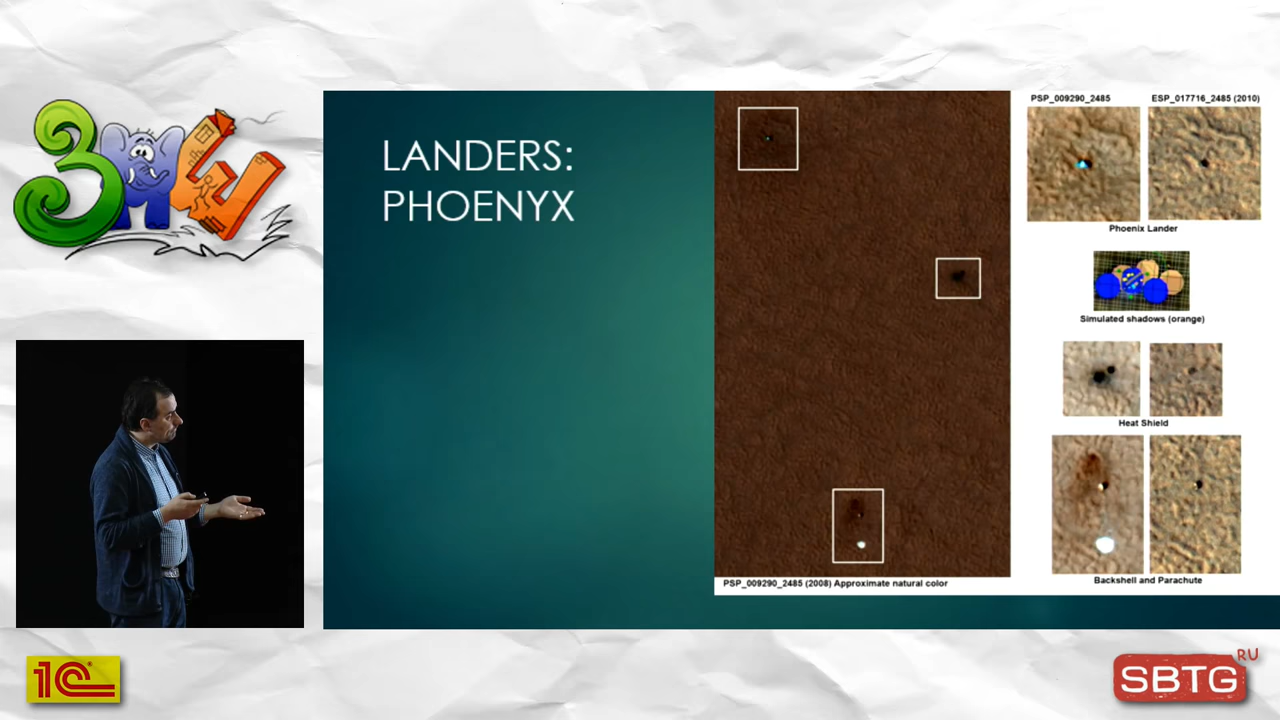 LANDERS:
PHOENYX
PSP_009290_2485
ESP_017716_2485 (2010)
Phoenix Lander
Simulated shadows (orange)
Heat Shield
Backshell and Parachute
PSP_009290_2485 (2008) Approximate natural color
1C
SBTG
RU